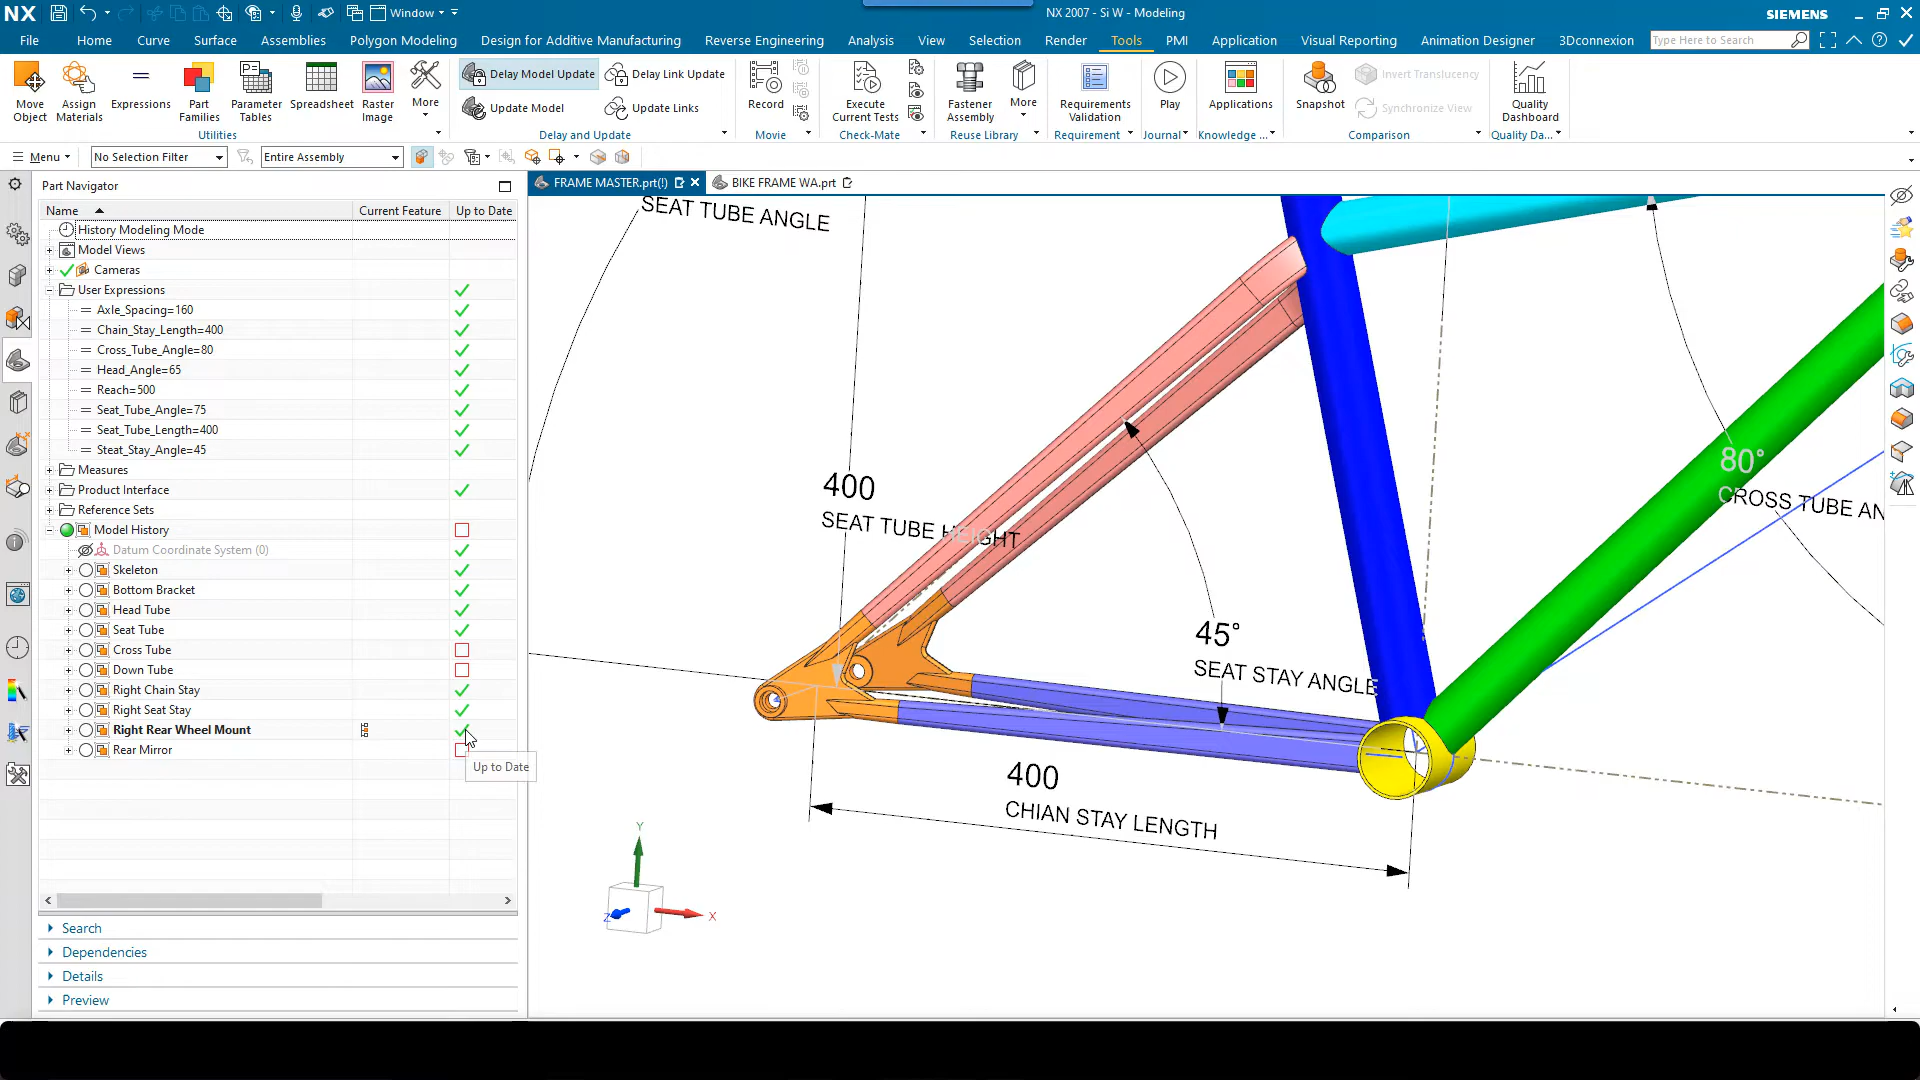 NX
Window
NX 2007 - Si W - Modeling
SIEMENS
File
Home
Curve
Surface
Assemblies
Polygon Modeling
Design for Additive Manufacturing
Reverse Engineering
Analysis
View
Selection
Render
Tools
PMI
Application
Visual Reporting
Animation Designer
3Dconnexion
Type Here to Search
Move Object
Assign Materials
Expressions
Part Families
Parameter Tables
Spreadsheet
Raster Image
More
Delay Model Update
Update Model
Delay Link Update
Update Links
Record
Execute Current Tests
Fastener Assembly
More
Requirements Validation
Play
Applications
Snapshot
Invert Translucency
Synchronize View
Quality Dashboard
Utilities
Delay and Update
Movie
Check-Mate
Reuse Library
Requirement
Journal
Knowledge ...
Comparison
Quality Da...
Menu
No Selection Filter
Entire Assembly
Part Navigator
FRAME MASTER.prt(!)
BIKE FRAME WA.prt
Name
Current Feature
Up to Date
History Modeling Mode
Model Views
Cameras
User Expressions
Axle_Spacing=160
Chain_Stay_Length=400
Cross_Tube_Angle=80
Head_Angle=65
Reach=500
Seat_Tube_Angle=75
Seat_Tube_Length=400
Steat_Stay_Angle=45
Measures
Product Interface
Reference Sets
Model History
Datum Coordinate System (0)
Skeleton
Bottom Bracket
Head Tube
Seat Tube
Cross Tube
Down Tube
Right Chain Stay
Right Seat Stay
Right Rear Wheel Mount
Rear Mirror
Up to Date
Search
Dependencies
Details
Preview
SEAT TUBE ANGLE
400
SEAT TUBE HEIGHT
80°
CROSS TUBE AN
45°
SEAT STAY ANGLE
400
CHIAN STAY LENGTH
Y
Z
X